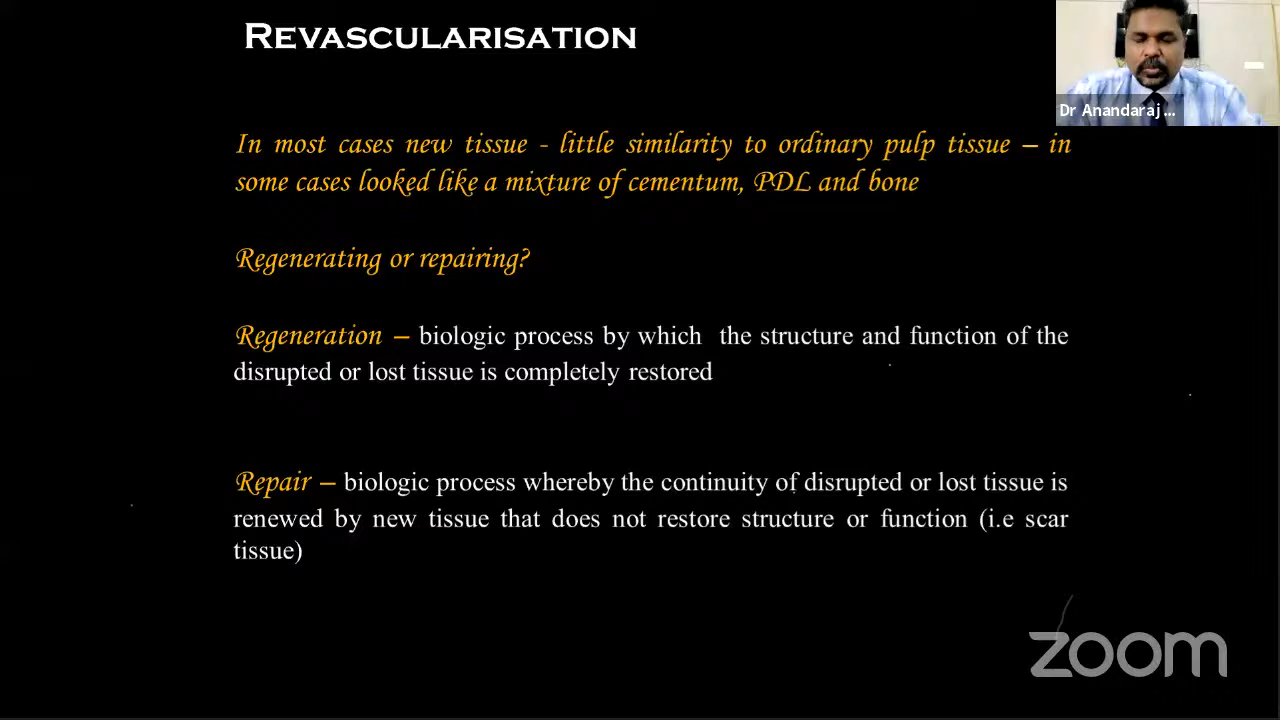 REVASCULARISATION
Dr Anandaraj ...
In most cases new tissue - little similarity to ordinary pulp tissue – in
some cases looked like a mixture of cementum, PDL and bone
Regenerating or repairing?
Regeneration – biologic process by which the structure and function of the
disrupted or lost tissue is completely restored
Repair – biologic process whereby the continuity of disrupted or lost tissue is
renewed by new tissue that does not restore structure or function (i.e scar
tissue)
zoom